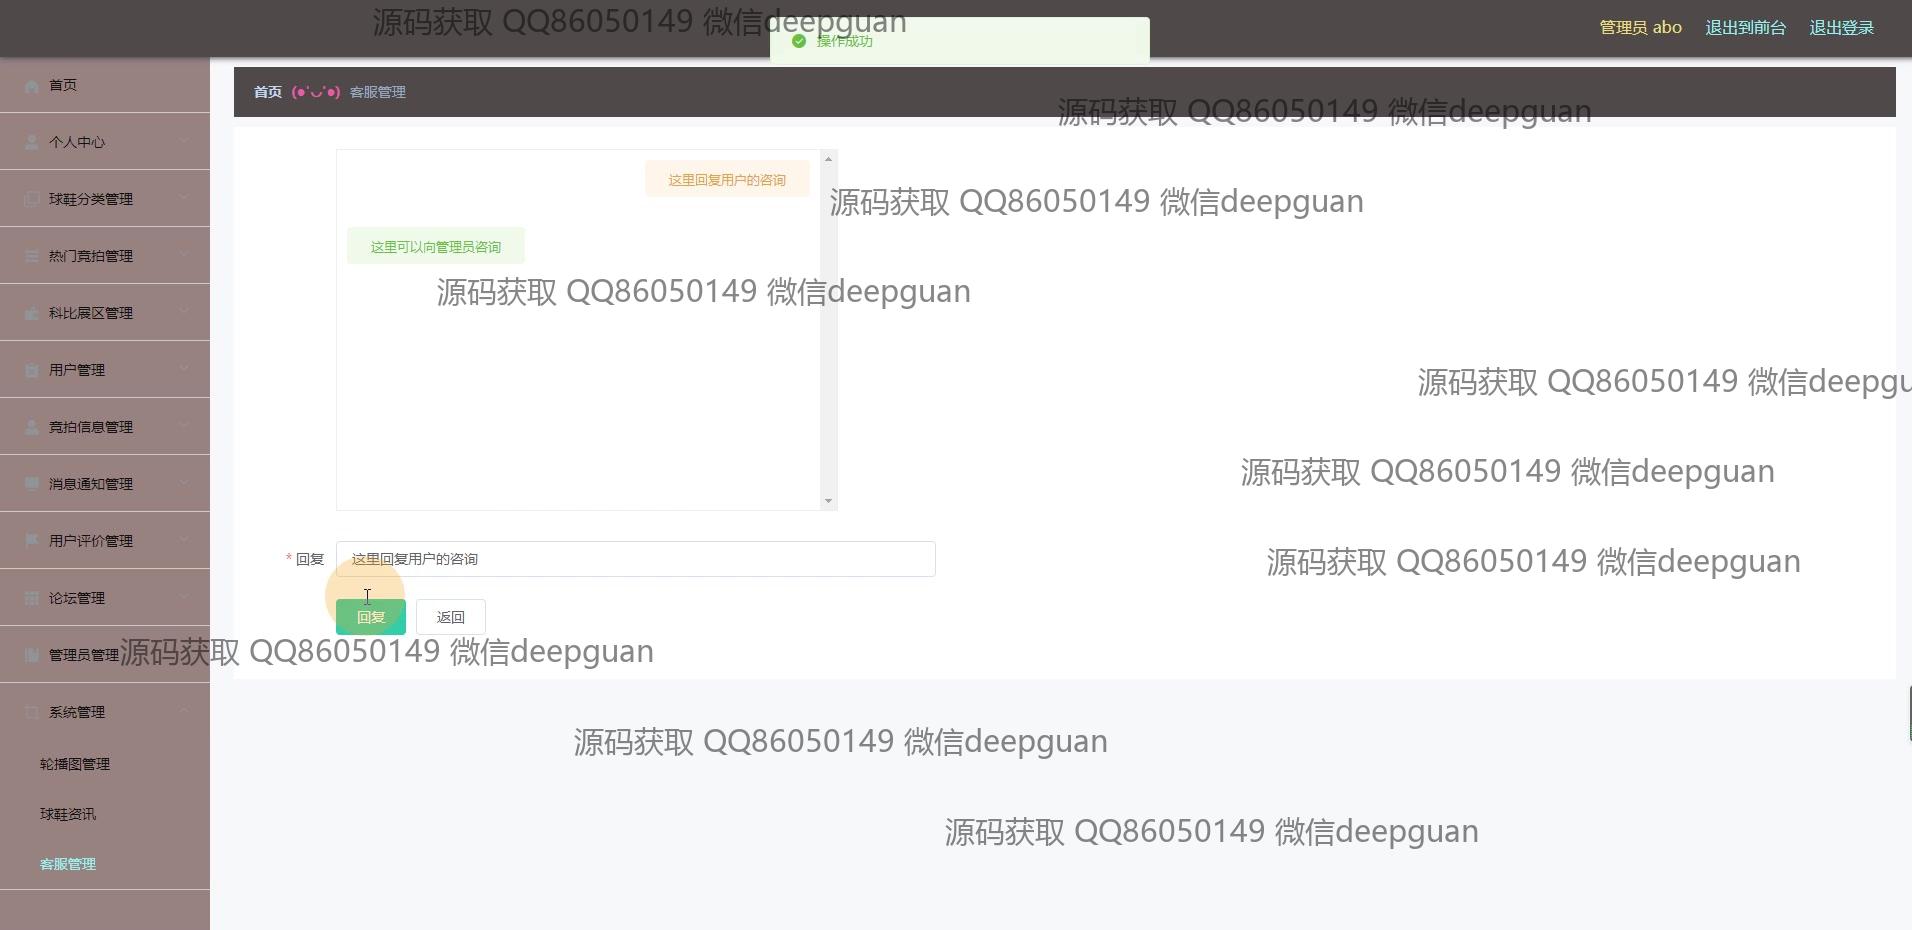 源码获取 QQ86050149 微信deepguan
操作成功
管理员 abo 退出到前台 退出登录
首页
首页 (●'◡'●) 客服管理
源码获取 QQ86050149 微信deepguan
个人中心
这里回复用户的咨询
球鞋分类管理
源码获取 QQ86050149 微信deepguan
热门竞拍管理
这里可以向管理员咨询
源码获取 QQ86050149 微信deepguan
科比展区管理
用户管理
源码获取 QQ86050149 微信deepgu
竞拍信息管理
源码获取 QQ86050149 微信deepguan
消息通知管理
用户评价管理
* 回复 这里回复用户的咨询
源码获取 QQ86050149 微信deepguan
论坛管理
回复 返回
管理员管理
源码获取 QQ86050149 微信deepguan
系统管理
源码获取 QQ86050149 微信deepguan
轮播图管理
球鞋资讯
源码获取 QQ86050149 微信deepguan
客服管理